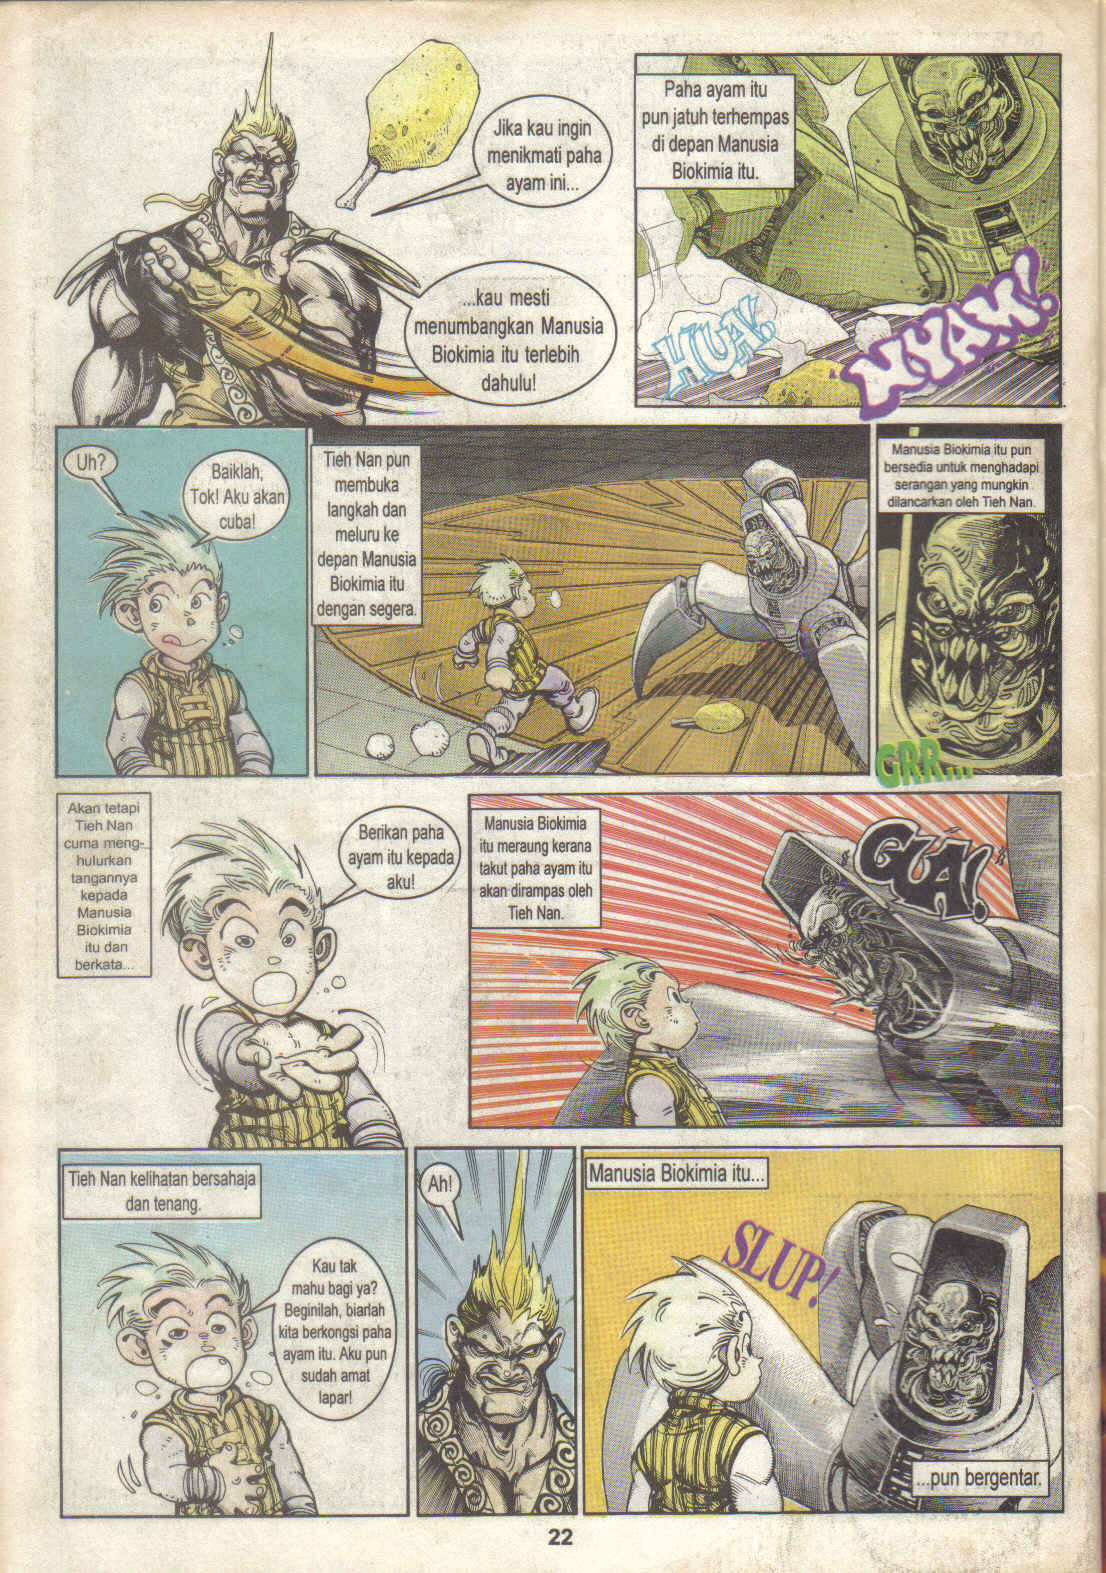 Jika kau ingin
menikmati paha
ayam ini...
...kau mesti
menumbangkan Manusia
Biokimia itu terlebih
dahulu!
Paha ayam itu
pun jatuh terhempas
di depan Manusia
Biokimia itu.
HUA!
NYAM!
Uh?
Baiklah,
Tok! Aku akan
cuba!
Tieh Nan pun
membuka
langkah dan
meluru ke
depan Manusia
Biokimia itu
dengan segera.
Manusia Biokimia itu pun
bersedia untuk menghadapi
serangan yang mungkin
dilancarkan oleh Tieh Nan.
GRR...
Akan tetapi
Tieh Nan
cuma meng-
hulurkan
tangannya
kepada
Manusia
Biokimia
itu dan
berkata...
Berikan paha
ayam itu kepada
aku!
Manusia Biokimia
itu meraung kerana
takut paha ayam itu
akan dirampas oleh
Tieh Nan.
GUA!
Tieh Nan kelihatan bersahaja
dan tenang.
Kau tak
mahu bagi ya?
Beginilah, biarlah
kita berkongsi paha
ayam itu. Aku pun
sudah amat
lapar!
Ah!
Manusia Biokimia itu...
SLUP!
...pun bergentar.
22